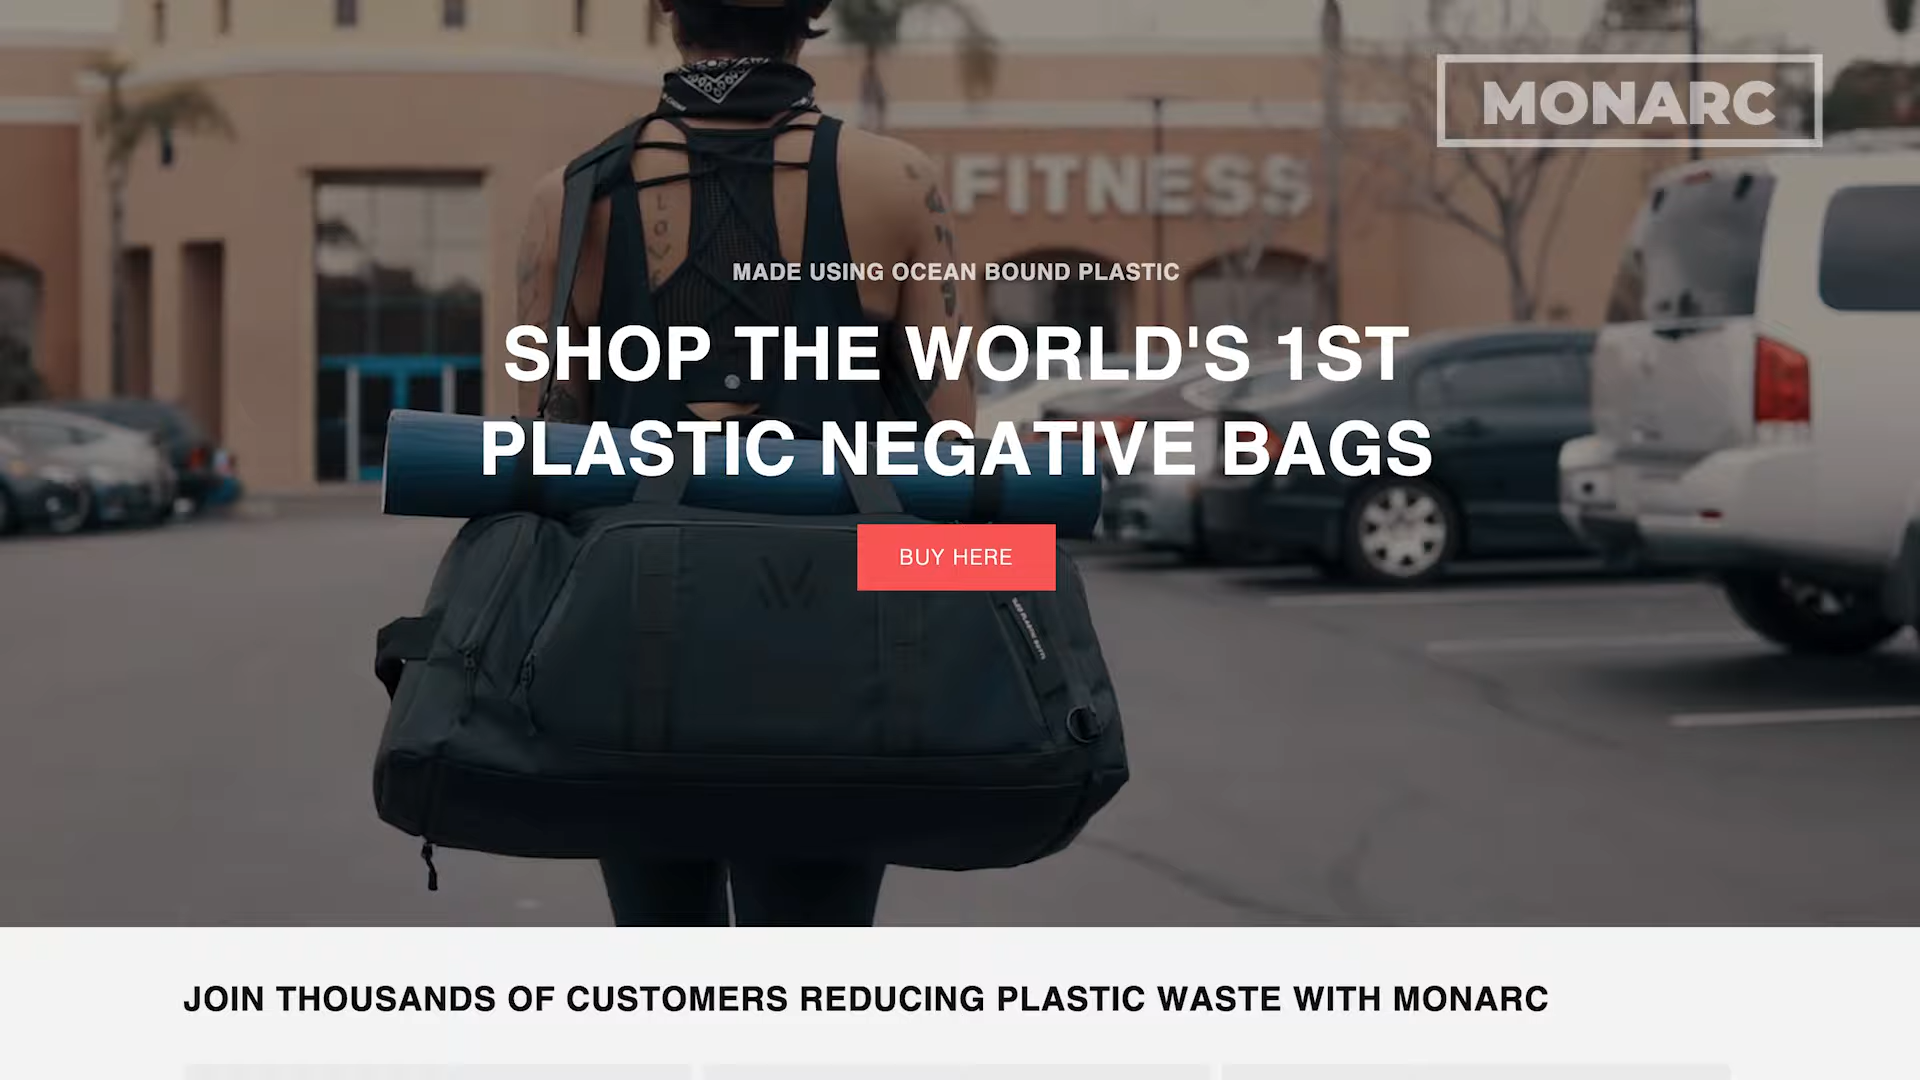 MONARC
FITNESS
LOVE
MADE USING OCEAN BOUND PLASTIC
SHOP THE WORLD'S 1ST
PLASTIC NEGATIVE BAGS
BUY HERE
JOIN THOUSANDS OF CUSTOMERS REDUCING PLASTIC WASTE WITH MONARC